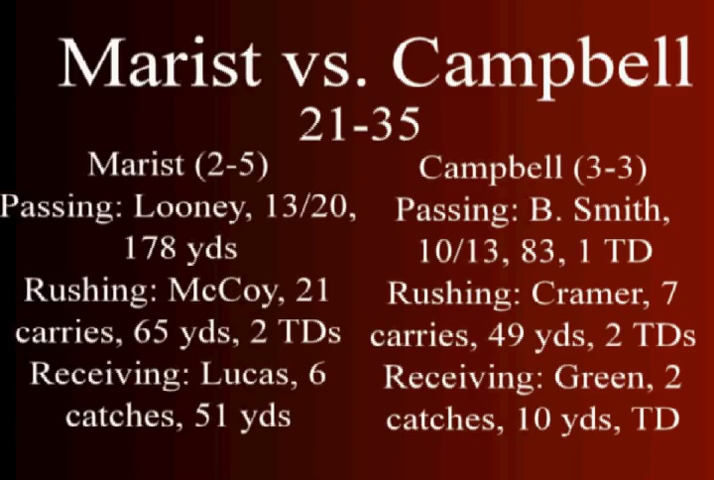 Marist vs. Campbell
21-35
Marist (2-5)
Passing: Looney, 13/20,
178 yds
Rushing: McCoy, 21
carries, 65 yds, 2 TDs
Receiving: Lucas, 6
catches, 51 yds
Campbell (3-3)
Passing: B. Smith,
10/13, 83, 1 TD
Rushing: Cramer, 7
carries, 49 yds, 2 TDs
Receiving: Green, 2
catches, 10 yds, TD